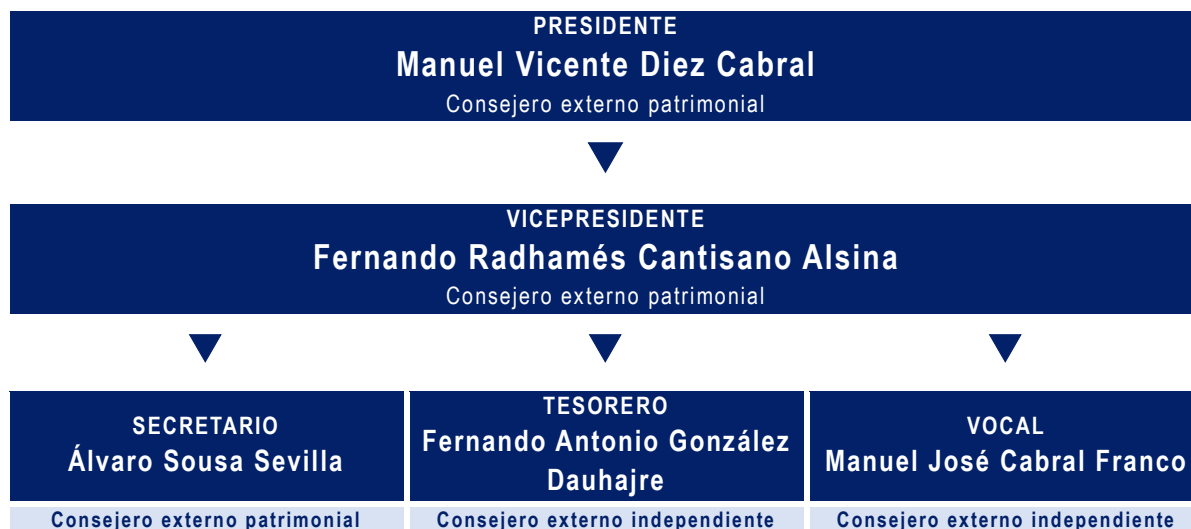 PRESIDENTE
Manuel Vicente Diez Cabral
Consejero externo patrimonial
VICEPRESIDENTE
Fernando Radhamés Cantisano Alsina
Consejero externo patrimonial
SECRETARIO
Álvaro Sousa Sevilla
Consejero externo patrimonial
TESORERO
Fernando Antonio González
Dauhajre
Consejero externo independiente
VOCAL
Manuel José Cabral Franco
Consejero externo independiente